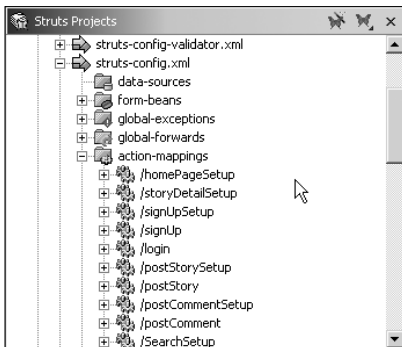 Struts Projects
struts-config-validator.xml
struts-config.xml
data-sources
form-beans
global-exceptions
global-forwards
action-mappings
/homePageSetup
/storyDetailSetup
/signUpSetup
/signUp
/login
/postStorySetup
/postStory
/postCommentSetup
/postComment
/SearchSetup